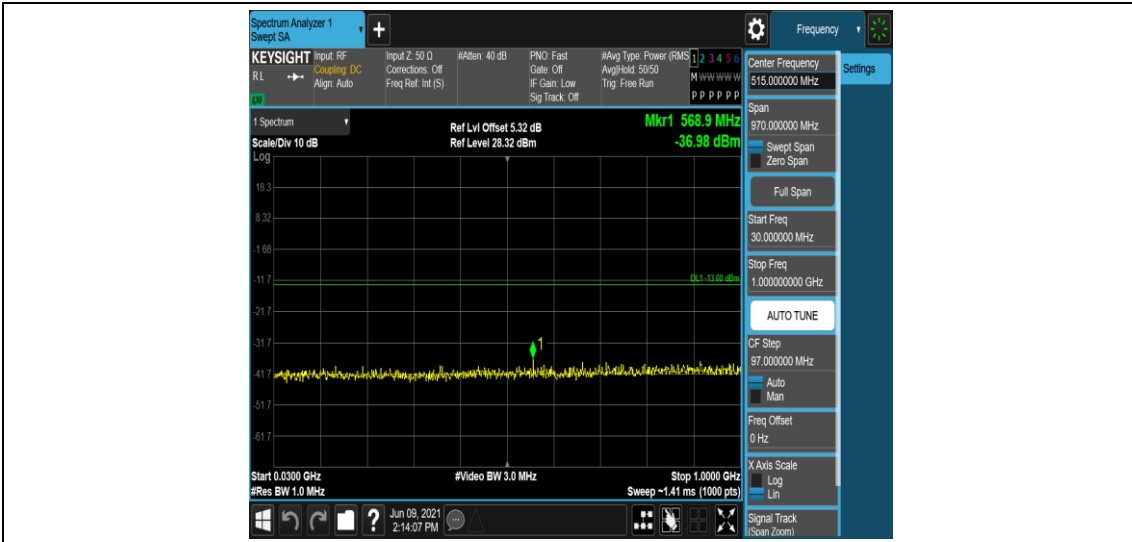 Spectrum Analyzer 1
Swept SA
+
Frequency
KEYSIGHT
RL
LXI
Input: RF
Coupling: DC
Align: Auto
Input Z: 50 Ω
Corrections: Off
Freq Ref: Int (S)
#Atten: 40 dB
PNO: Fast
Gate: Off
IF Gain: Low
Sig Track: Off
#Avg Type: Power (RMS
Avg|Hold: 50/50
Trig: Free Run
1 2 3 4 5 6
M W W W W W
P P P P P P
1 Spectrum
Scale/Div 10 dB
Log
Ref Lvl Offset 5.32 dB
Ref Level 28.32 dBm
Mkr1 568.9 MHz
-36.98 dBm
18.3
8.32
-1.68
-11.7
DL1 -13.00 dBm
-21.7
-31.7
1
-41.7
-51.7
-61.7
Start 0.0300 GHz
#Res BW 1.0 MHz
#Video BW 3.0 MHz
Stop 1.0000 GHz
Sweep ~1.41 ms (1000 pts)
?
Jun 09, 2021
2:14:07 PM
Center Frequency
515.000000 MHz
Settings
Span
970.000000 MHz
Swept Span
Zero Span
Full Span
Start Freq
30.000000 MHz
Stop Freq
1.000000000 GHz
AUTO TUNE
CF Step
97.000000 MHz
Auto
Man
Freq Offset
0 Hz
X Axis Scale
Log
Lin
Signal Track
(Span Zoom)